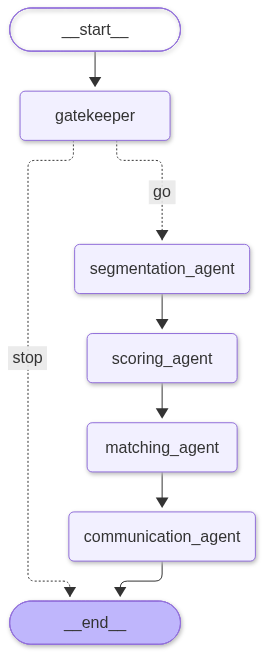 __start__
gatekeeper
go
segmentation_agent
stop
scoring_agent
matching_agent
communication_agent
__end__